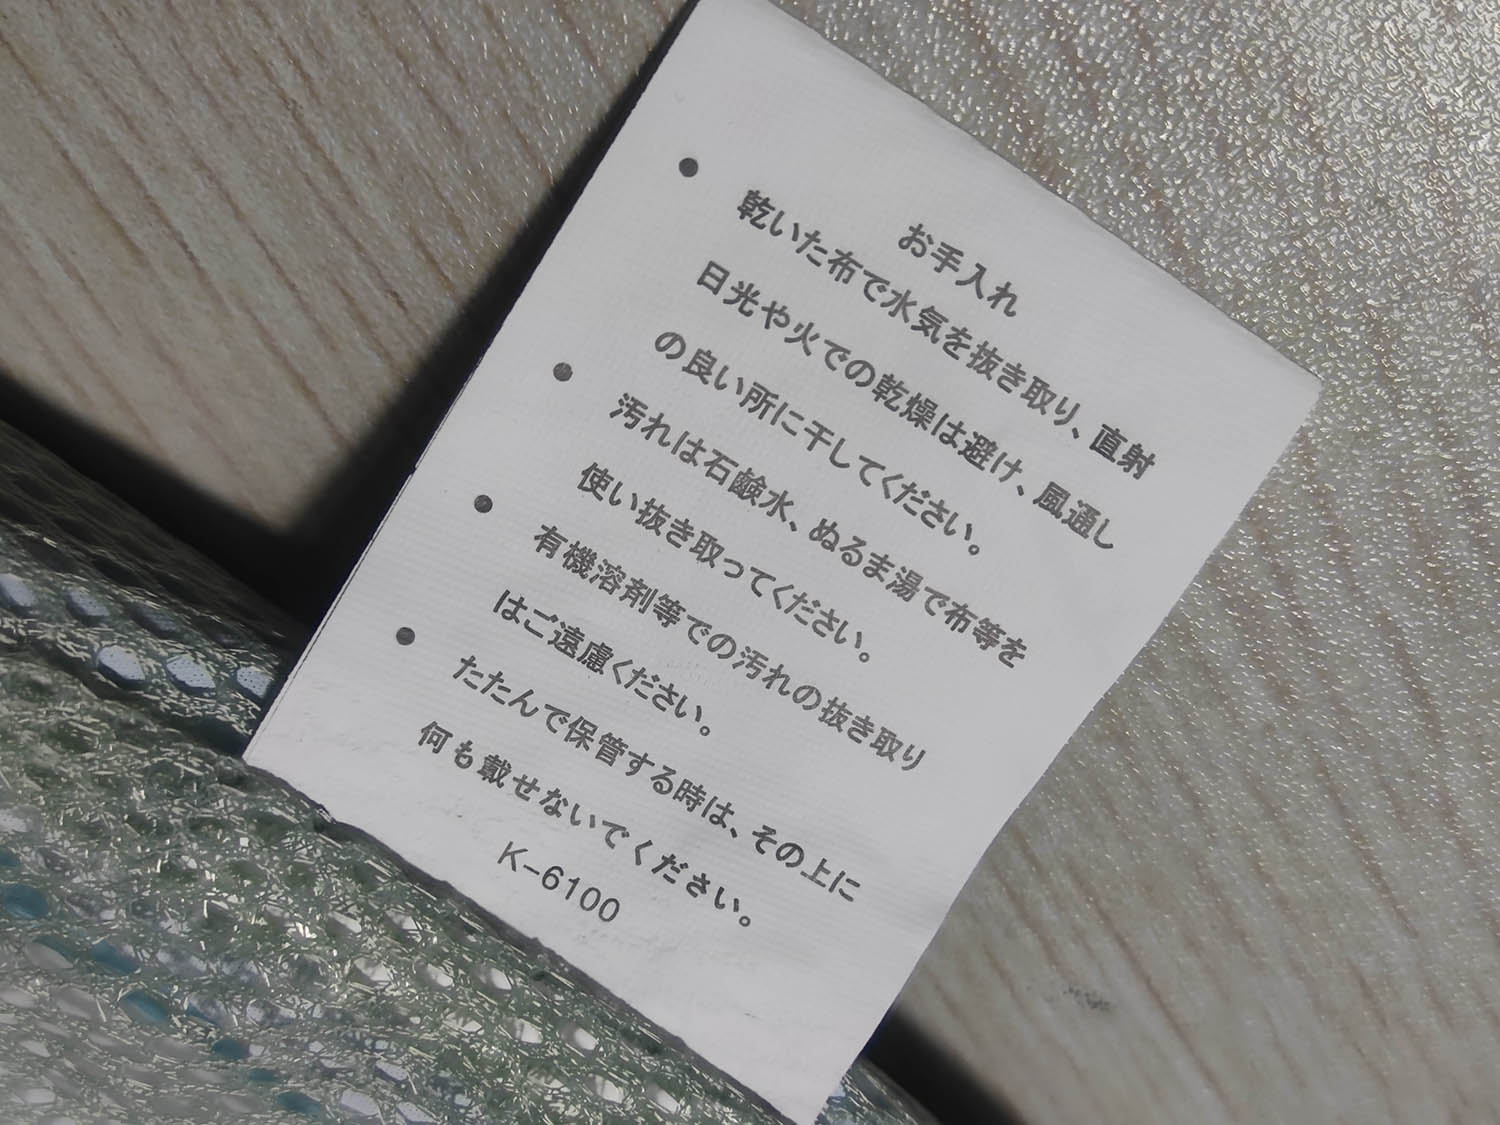 お手入れ
● 乾いた布で水気を抜き取り、直射
日光や火での乾燥は避け、風通し
の良い所に干してください。
● 汚れは石鹸水、ぬるま湯で布等を
使い抜き取ってください。
● 有機溶剤等での汚れの抜き取り
はご遠慮ください。
● たたんで保管する時は、その上に
何も載せないでください。
K-6100